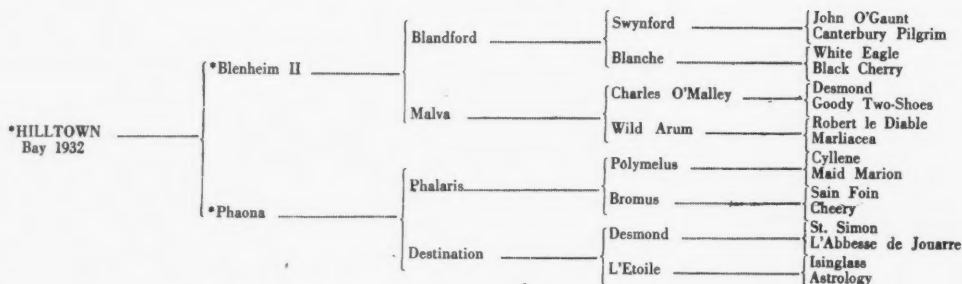 *HILLTOWN
Bay 1932
*Blenheim II
*Phaona
Blandford
Malva
Phalaris
Destination
Swynford
Blanche
Charles O'Malley
Wild Arum
Polymelus
Bromus
Desmond
L'Etoile
John O'Gaunt
Canterbury Pilgrim
White Eagle
Black Cherry
Desmond
Goody Two-Shoes
Robert le Diable
Marliacea
Cyllene
Maid Marion
Sain Foin
Cheery
St. Simon
L'Abbesse de Jouarre
Isinglass
Astrology